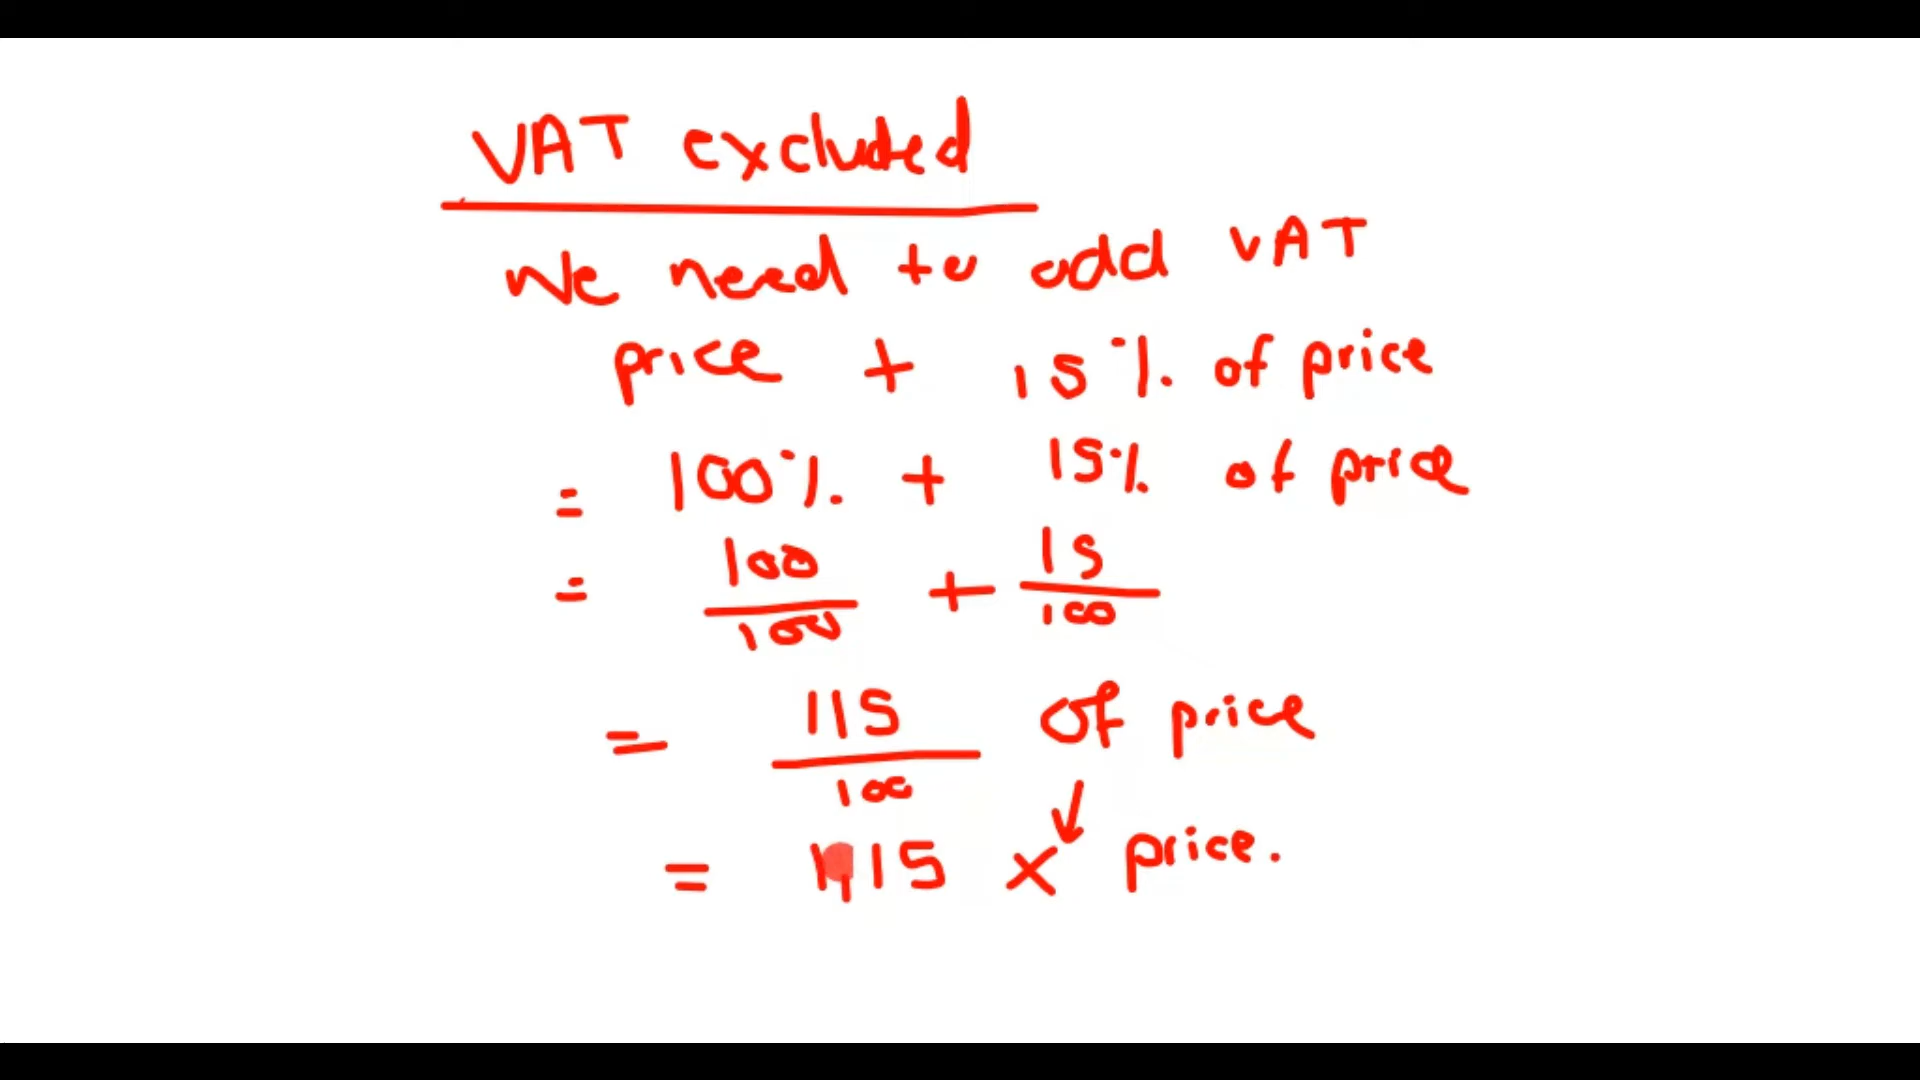 VAT excluded
We need to add VAT
price + 15% of price
= 100% + 15% of price
= 100/100 + 15/100
= 115/100 of price
= 1,15 × price.